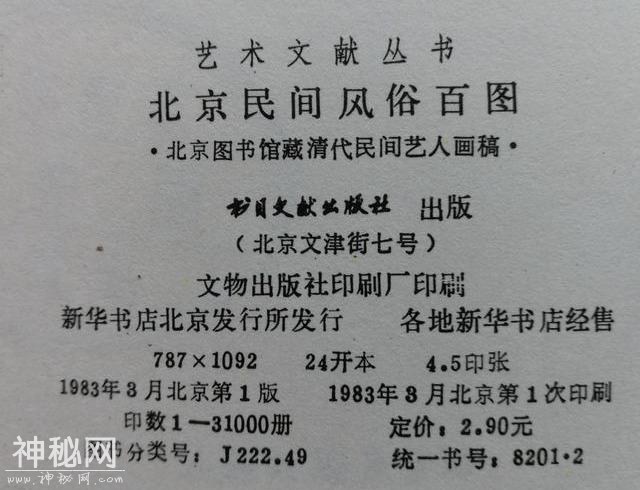 艺术文献丛书
北京民间风俗百图
·北京图书馆藏清代民间艺人画稿·
书目文献出版社 出版
（北京文津街七号）
文物出版社印刷厂印刷
新华书店北京发行所发行 各地新华书店经售
787×1092 24开本 4.5印张
1983年3月北京第1版 1983年3月北京第1次印刷
印数1—31000册 定价：2.90元
图书分类号：J222.49 统一书号：8201·2
神秘网
www.神秘网.com